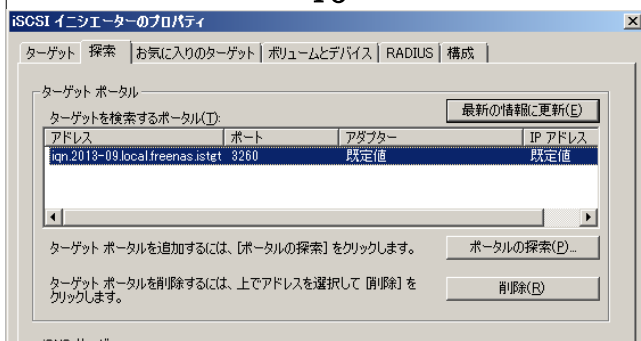 iSCSI イニシエーターのプロパティ
ターゲット 探索 お気に入りのターゲット ボリュームとデバイス RADIUS 構成
ターゲット ポータル
ターゲットを検索するポータル(T):
最新の情報に更新(E)
アドレス ポート アダプター IP アドレス
iqn.2013-09.local.freenas.istgt 3260 既定値 既定値
ターゲット ポータルを追加するには、[ポータルの探索] をクリックします。
ポータルの探索(P)...
ターゲット ポータルを削除するには、上でアドレスを選択して [削除] を
クリックします。
削除(R)